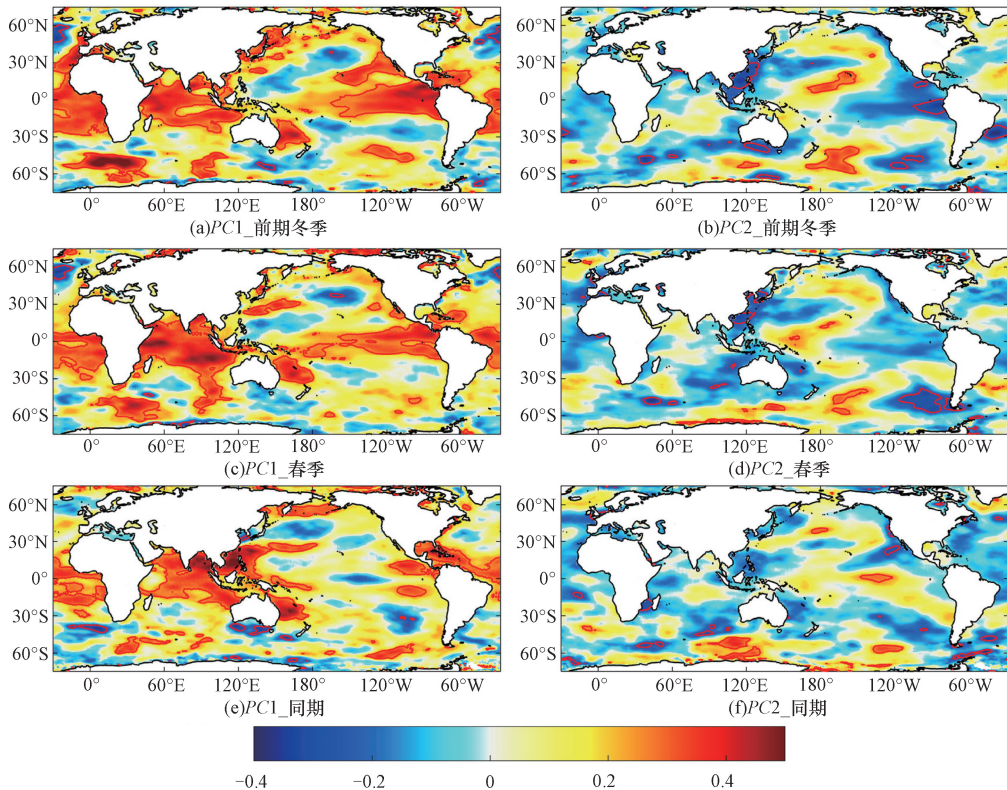 60°N 60°N
30°N 30°N
0° 0°
30°S 30°S
60°S 60°S
0° 60°E 120°E 180° 120°W 60°W 0° 60°E 120°E 180° 120°W 60°W
(a)PC1_前期冬季 (b)PC2_前期冬季
60°N 60°N
30°N 30°N
0° 0°
30°S 30°S
60°S 60°S
0° 60°E 120°E 180° 120°W 60°W 0° 60°E 120°E 180° 120°W 60°W
(c)PC1_春季 (d)PC2_春季
60°N 60°N
30°N 30°N
0° 0°
30°S 30°S
60°S 60°S
0° 60°E 120°E 180° 120°W 60°W 0° 60°E 120°E 180° 120°W 60°W
(e)PC1_同期 (f)PC2_同期
−0.4 −0.2 0 0.2 0.4